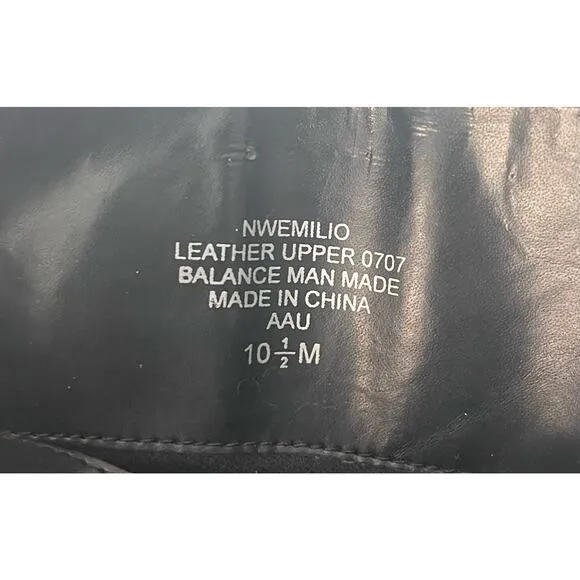 NWEMILIO
LEATHER UPPER 0707
BALANCE MAN MADE
MADE IN CHINA
AAU
10 ½ M